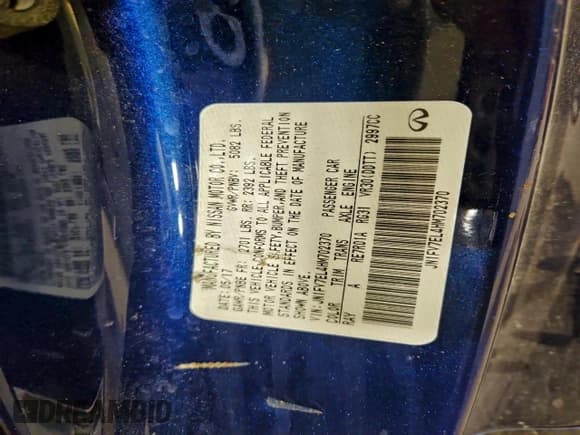 MANUFACTURED BY NISSAN MOTOR CO.,LTD.
DATE:05/17 GVWR/PNBV: 5082 LBS.
GAWR/PNBE FR: 2701 LBS, RR: 2392 LBS.
THIS VEHICLE CONFORMS TO ALL APPLICABLE FEDERAL
MOTOR VEHICLE SAFETY,BUMPER,AND THEFT PREVENTION
STANDARDS IN EFFECT ON THE DATE OF MANUFACTURE
SHOWN ABOVE.
VIN:JN1FV7EL4HM702370 PASSENGER CAR
COLOR TRIM TRANS AXLE ENGINE
RAY A RE7R01A RG31 VR30(DDTT) 2997CC
JN1FV7EL4HM702370
DREAMBID